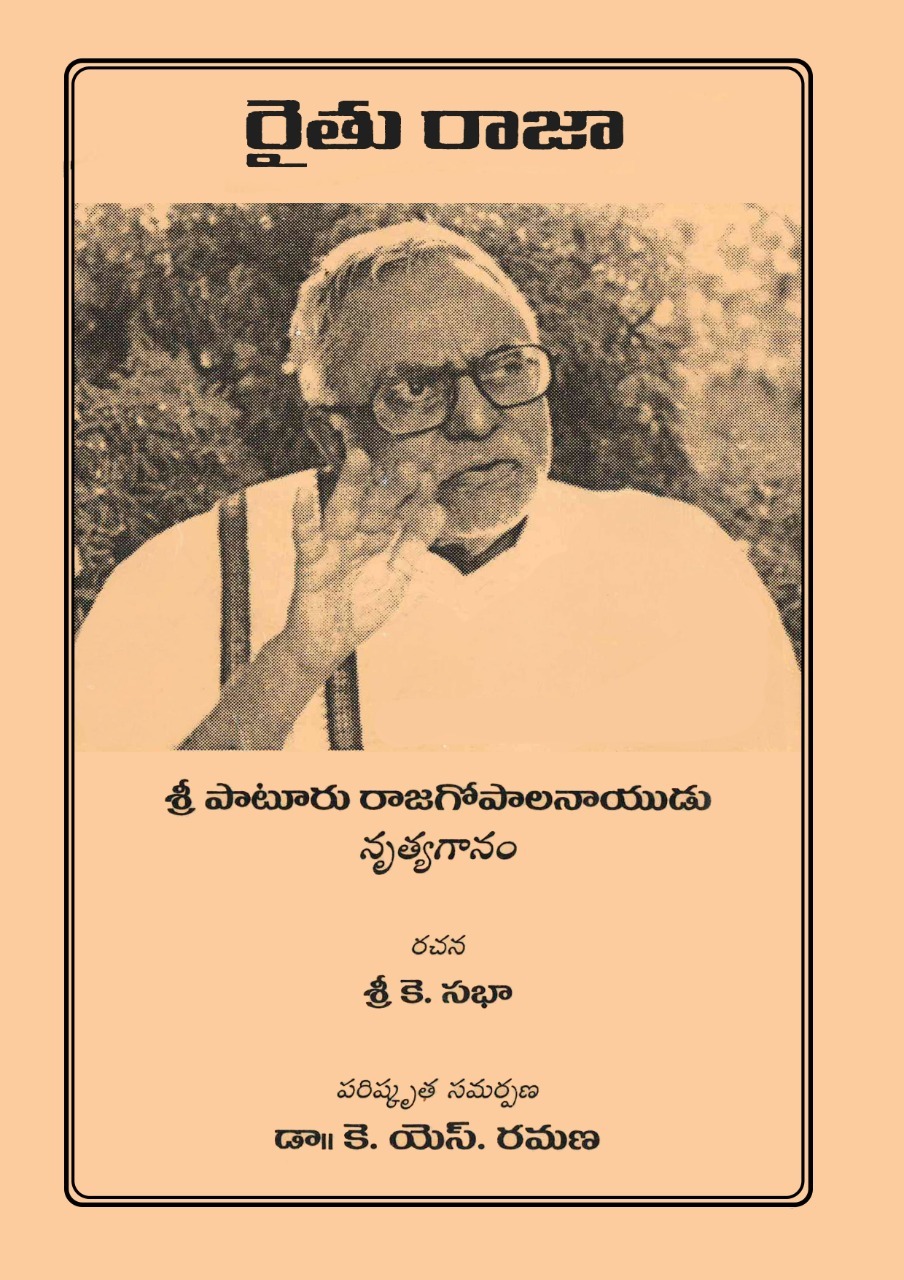 రైతు రాజా
శ్రీ పాటూరు రాజగోపాలనాయుడు
నృత్యగానం
రచన
శ్రీ కె. సభా
పరిష్కృత సమర్పణ
డా॥ కె. యెస్. రమణ